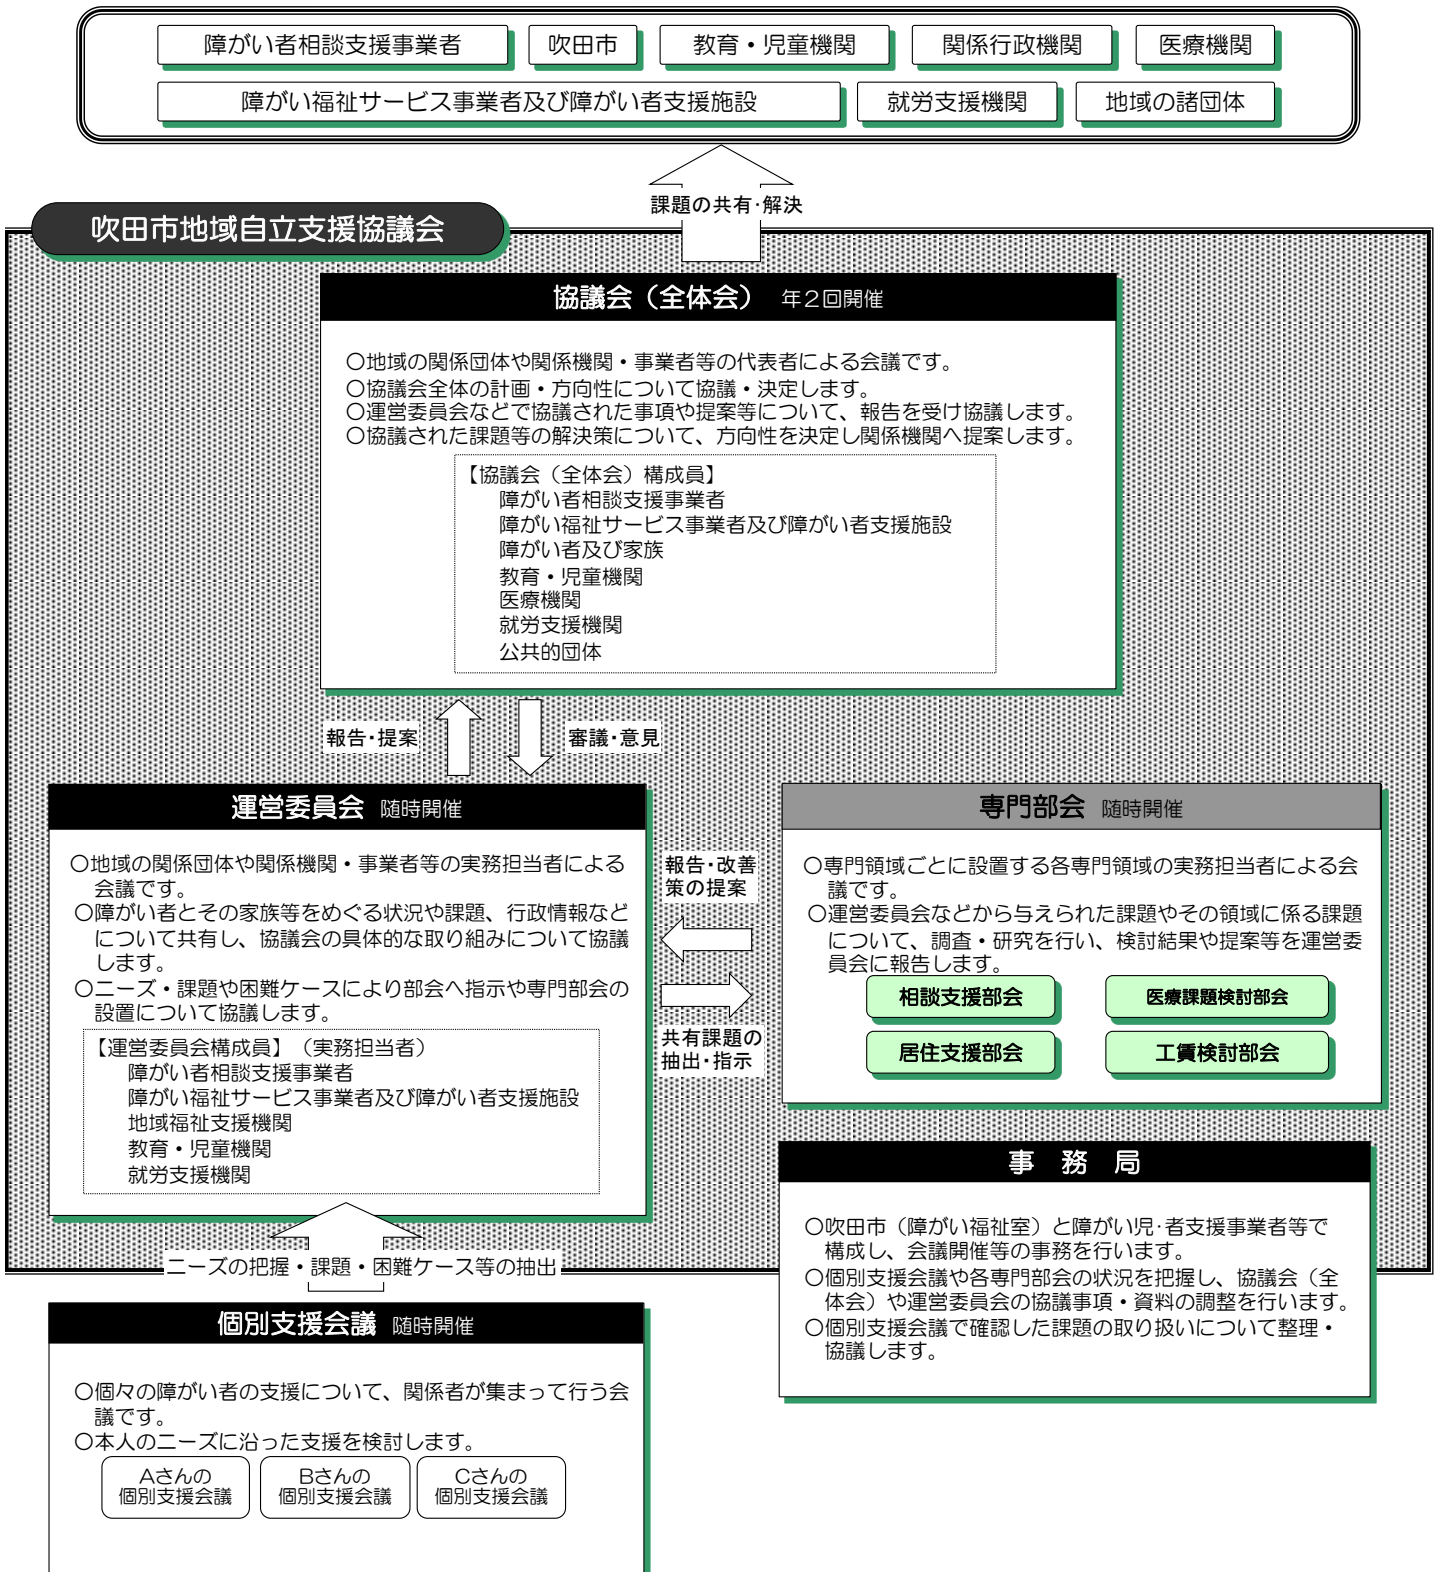 障がい者相談支援事業者
吹田市
教育・児童機関
関係行政機関
医療機関
障がい福祉サービス事業者及び障がい者支援施設
就労支援機関
地域の諸団体
課題の共有･解決
吹田市地域自立支援協議会
協議会（全体会） 年２回開催
○地域の関係団体や関係機関・事業者等の代表者による会議です。
○協議会全体の計画・方向性について協議・決定します。
○運営委員会などで協議された事項や提案等について、報告を受け協議します。
○協議された課題等の解決策について、方向性を決定し関係機関へ提案します。
【協議会（全体会）構成員】
障がい者相談支援事業者
障がい福祉サービス事業者及び障がい者支援施設
障がい者及び家族
教育・児童機関
医療機関
就労支援機関
公共的団体
報告･提案
審議･意見
運営委員会 随時開催
○地域の関係団体や関係機関・事業者等の実務担当者による
会議です。
○障がい者とその家族等をめぐる状況や課題、行政情報など
について共有し、協議会の具体的な取り組みについて協議
します。
○ニーズ・課題や困難ケースにより部会へ指示や専門部会の
設置について協議します。
【運営委員会構成員】（実務担当者）
障がい者相談支援事業者
障がい福祉サービス事業者及び障がい者支援施設
地域福祉支援機関
教育・児童機関
就労支援機関
報告･改善
策の提案
共有課題の
抽出･指示
専門部会 随時開催
○専門領域ごとに設置する各専門領域の実務担当者による会
議です。
○運営委員会などから与えられた課題やその領域に係る課題
について、調査・研究を行い、検討結果や提案等を運営委
員会に報告します。
相談支援部会
医療課題検討部会
居住支援部会
工賃検討部会
事 務 局
○吹田市（障がい福祉室）と障がい児･者支援事業者等で
構成し、会議開催等の事務を行います。
○個別支援会議や各専門部会の状況を把握し、協議会（全
体会）や運営委員会の協議事項・資料の調整を行います。
○個別支援会議で確認した課題の取り扱いについて整理・
協議します。
ニーズの把握・課題・困難ケース等の抽出
個別支援会議 随時開催
○個々の障がい者の支援について、関係者が集まって行う会
議です。
○本人のニーズに沿った支援を検討します。
Aさんの
個別支援会議
Bさんの
個別支援会議
Cさんの
個別支援会議